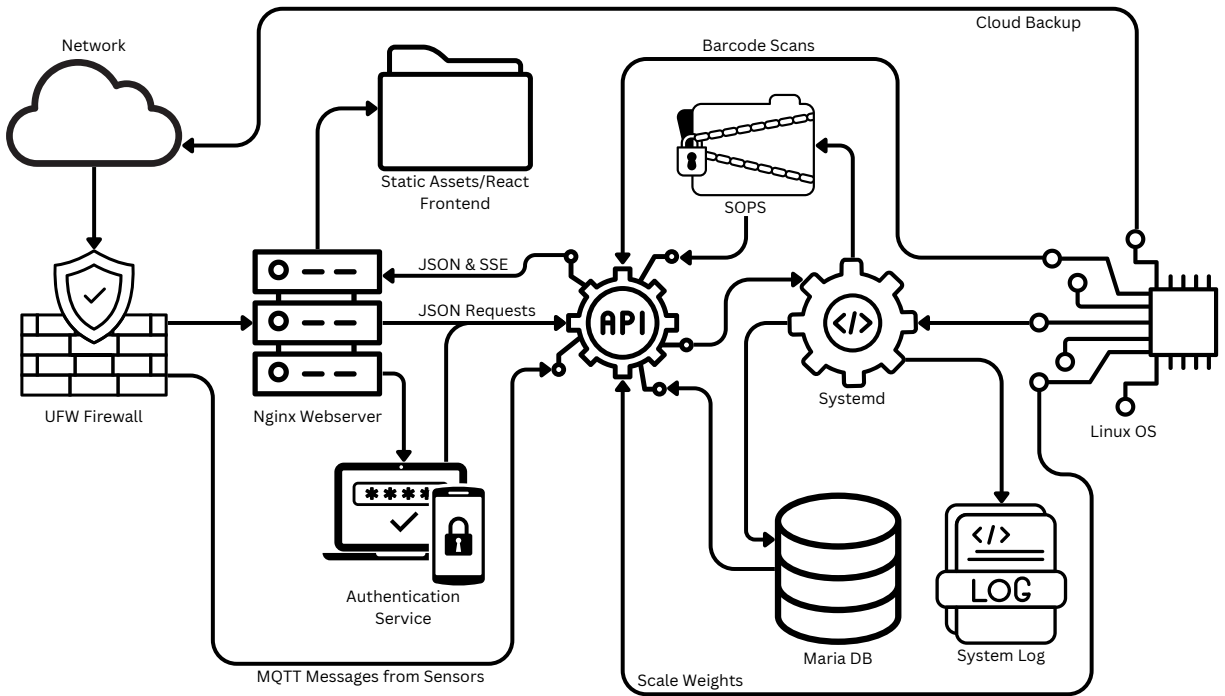 Cloud Backup
Network
Barcode Scans
Static Assets/React
Frontend
SOPS
JSON & SSE
JSON Requests
API
</>
UFW Firewall
Nginx Webserver
Systemd
Linux OS
****
</>
LOG
Authentication
Service
Maria DB
System Log
MQTT Messages from Sensors
Scale Weights